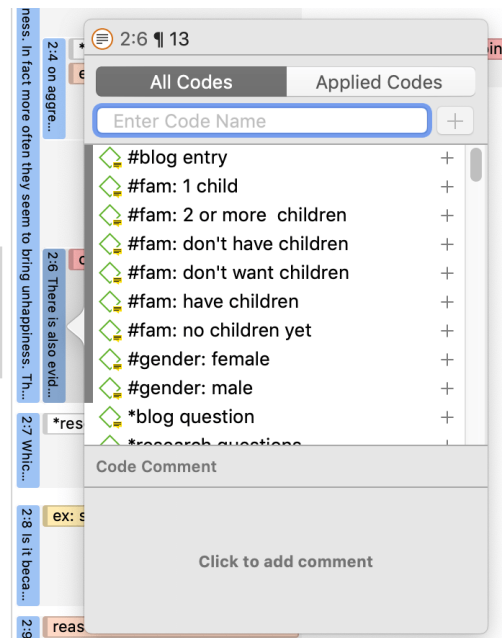 ness. In fact more often they seem to bring unhappiness. Th...
2:4 on aggre...
2:6 There is also evid...
2:7 Whic...
*res
2:8 Is it beca...
ex: s
2:9
reas
2:6 ¶ 13
All Codes
Applied Codes
Enter Code Name
#blog entry
#fam: 1 child
#fam: 2 or more  children
#fam: don't have children
#fam: don't want children
#fam: have children
#fam: no children yet
#gender: female
#gender: male
*blog question
*research questions
Code Comment
Click to add comment